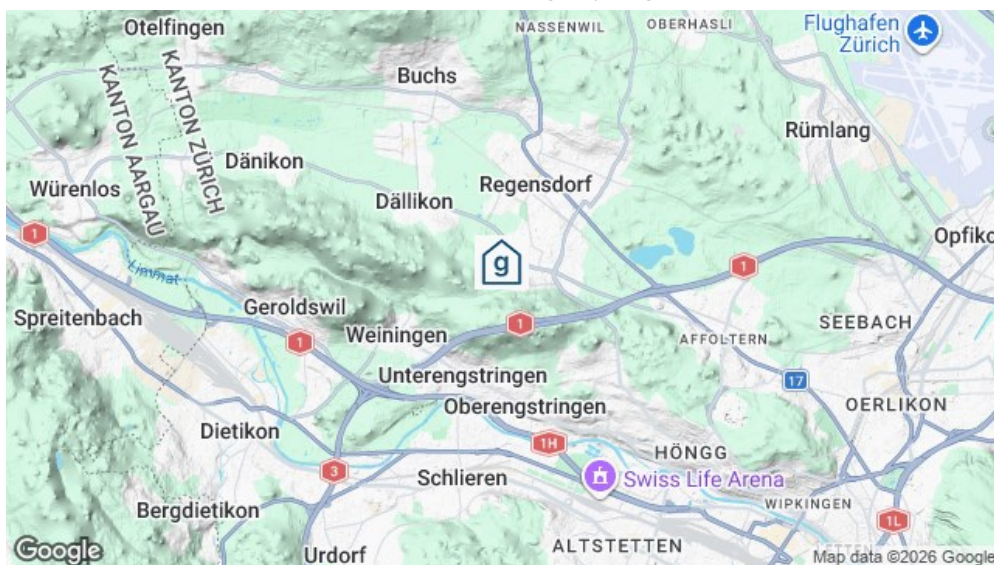 Otelfingen
NASSENWIL
OBERHASLI
Flughafen
Zürich
KANTON ZÜRICH
KANTON AARGAU
Buchs
Rümlang
Dänikon
Würenlos
Regensdorf
Dällikon
1
Opfiko
g
1
Limmat
Geroldswil
Spreitenbach
1
Weiningen
1
SEEBACH
AFFOLTERN
Unterengstringen
17
Oberengstringen
OERLIKON
Dietikon
1H
HÖNGG
3
Schlieren
Swiss Life Arena
WIPKINGEN
Bergdietikon
1L
Google
Urdorf
ALTSTETTEN
Map data ©2026 Google